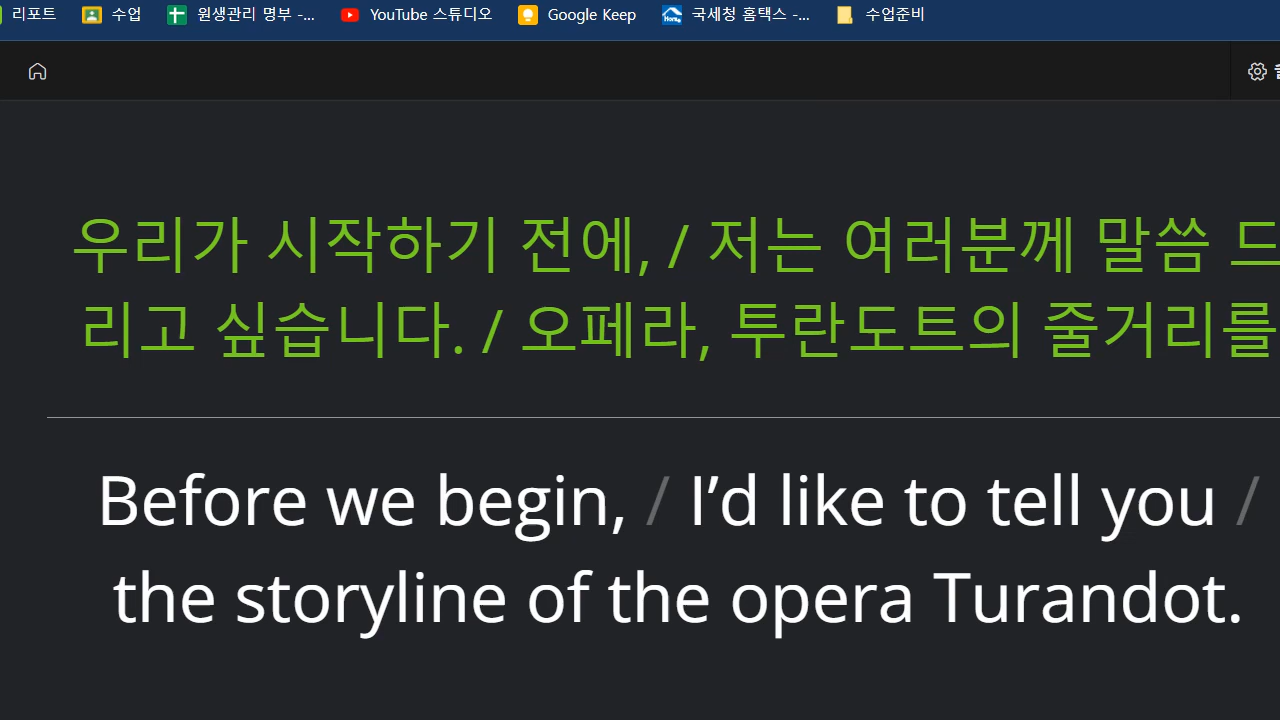 리포트 수업 원생관리 명부 -... YouTube 스튜디오 Google Keep 국세청 홈택스 -... 수업준비
우리가 시작하기 전에, / 저는 여러분께 말씀 드
리고 싶습니다. / 오페라, 투란도트의 줄거리를
Before we begin, / I’d like to tell you /
the storyline of the opera Turandot.